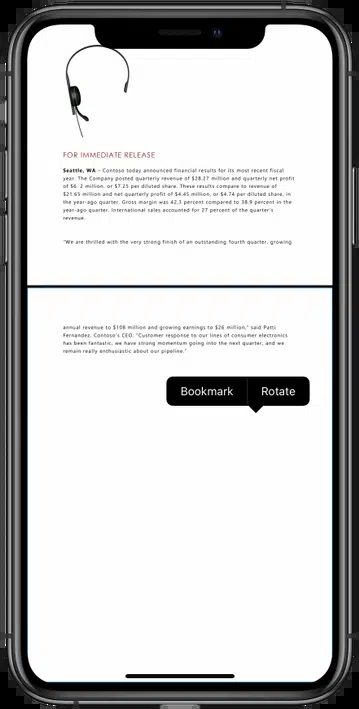 FOR IMMEDIATE RELEASE
Seattle, WA – Contoso today announced financial results for its most recent fiscal
year. The Company posted quarterly revenue of $28.27 million and quarterly net profit
of $6. 2 million, or $7.25 per diluted share. These results compare to revenue of
$21.65 million and net quarterly profit of $4.45 million, or $4.74 per diluted share, in
the year-ago quarter. Gross margin was 42.3 percent compared to 38.9 percent in the
year-ago quarter. International sales accounted for 27 percent of the quarter's
revenue.
"We are thrilled with the very strong finish of an outstanding fourth quarter, growing
annual revenue to $108 million and growing earnings to $26 million," said Patti
Fernandez, Contoso's CEO. "Customer response to our lines of consumer electronics
has been fantastic, we have strong momentum going into the next quarter, and we
remain really enthusiastic about our pipeline."
Bookmark Rotate